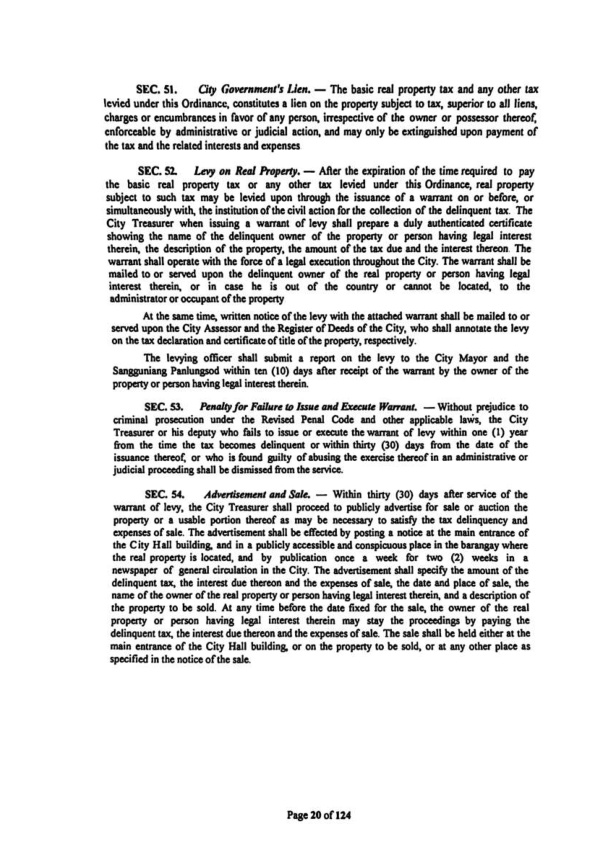 SEC. 51. City Government's Lien. — The basic real property tax and any other tax
levied under this Ordinance, constitutes a lien on the property subject to tax, superior to all liens,
charges or encumbrances in favor of any person, irrespective of the owner or possessor thereof,
enforceable by administrative or judicial action, and may only be extinguished upon payment of
the tax and the related interest and expenses
SEC. 52. Levy on Real Property. — After the expiration of the time required to pay
the basic real property tax or any other tax levied under this Ordinance, real property
subject to such tax may be levied upon through the issuance of a warrant on or before, or
simultaneously with, the institution of the civil action for the collection of the delinquent tax. The
City Treasurer when issuing a warrant of levy shall prepare a duly authenticated certificate
showing the name of the delinquent owner of the property or person having legal interest
therein, the description of the property, the amount of the tax due and the interest thereon. The
warrant shall operate with the force of a legal execution throughout the City. The warrant shall be
mailed to or served upon the delinquent owner of the real property or person having legal
interest therein, or in case he is out of the country or cannot be located, to the
administrator or occupant of the property
At the same time, written notice of the levy with the attached warrant shall be mailed to or
served upon the City Assessor and the Register of Deeds of the City, who shall annotate the levy
on the tax declaration and certificate of title of the property, respectively.
The levying officer shall submit a report on the levy to the City Mayor and the
Sangguniang Panlungsod within ten (10) days after receipt of the warrant by the owner of the
property or person having legal interest therein.
SEC. 53. Penalty for Failure to Issue and Execute Warrant. — Without prejudice to
criminal prosecution under the Revised Penal Code and other applicable laws, the City
Treasurer or his deputy who fails to issue or execute the warrant of levy within one (1) year
from the time the tax becomes delinquent or within thirty (30) days from the date of the
issuance thereof, or who is found guilty of abusing the exercise thereof in an administrative or
judicial proceeding shall be dismissed from the service.
SEC. 54. Advertisement and Sale. — Within thirty (30) days after service of the
warrant of levy, the City Treasurer shall proceed to publicly advertise for sale or auction the
property or a usable portion thereof as may be necessary to satisfy the tax delinquency and
expenses of sale. The advertisement shall be effected by posting a notice at the main entrance of
the City Hall building, and in a publicly accessible and conspicuous place in the barangay where
the real property is located, and by publication once a week for two (2) weeks in a
newspaper of general circulation in the City. The advertisement shall specify the amount of the
delinquent tax, the interest due thereon and the expenses of sale, the date and place of sale, the
name of the owner of the real property or person having legal interest therein, and a description of
the property to be sold. At any time before the date fixed for the sale, the owner of the real
property or person having legal interest therein may stay the proceedings by paying the
delinquent tax, the interest due thereon and the expenses of sale. The sale shall be held either at the
main entrance of the City Hall building, or on the property to be sold, or at any other place as
specified in the notice of the sale.
Page 20 of 124